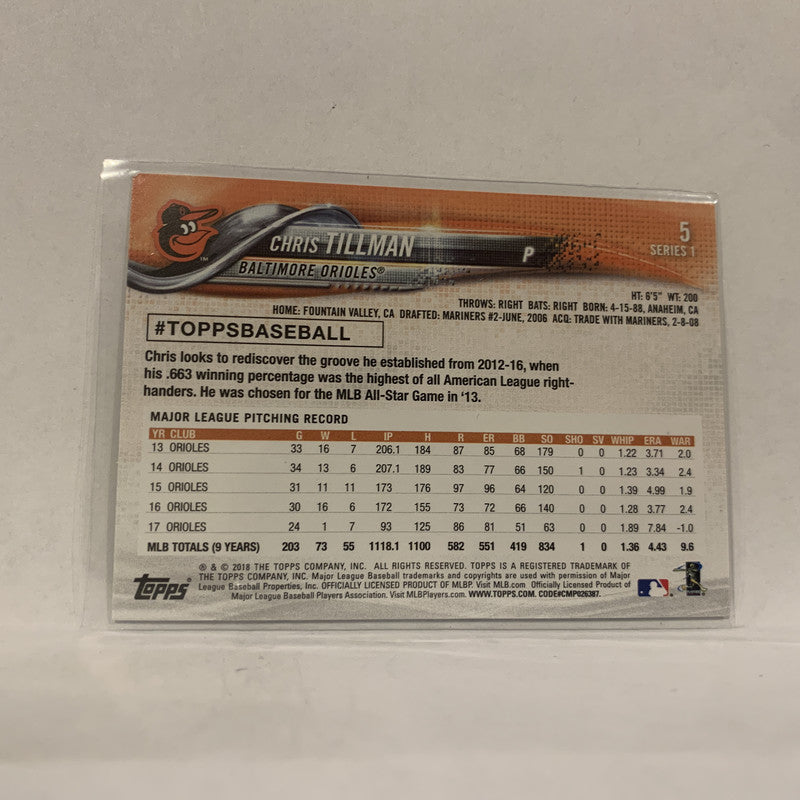 CHRIS TILLMAN P
BALTIMORE ORIOLES®
5
SERIES 1
HT: 6'5" WT: 200
THROWS: RIGHT BATS: RIGHT BORN: 4-15-88, ANAHEIM, CA
HOME: FOUNTAIN VALLEY, CA DRAFTED: MARINERS #2-JUNE, 2006 ACQ: TRADE WITH MARINERS, 2-8-08
#TOPPSBASEBALL
Chris looks to rediscover the groove he established from 2012-16, when
his .663 winning percentage was the highest of all American League right-
handers. He was chosen for the MLB All-Star Game in '13.
MAJOR LEAGUE PITCHING RECORD
YR CLUB G W L IP H R ER BB SO SHO SV WHIP ERA WAR
13 ORIOLES 33 16 7 206.1 184 87 85 68 179 0 0 1.22 3.71 2.0
14 ORIOLES 34 13 6 207.1 189 83 77 66 150 1 0 1.23 3.34 2.4
15 ORIOLES 31 11 11 173 176 97 96 64 120 0 0 1.39 4.99 1.9
16 ORIOLES 30 16 6 172 155 73 72 66 140 0 0 1.28 3.77 2.4
17 ORIOLES 24 1 7 93 125 86 81 51 63 0 0 1.89 7.84 -1.0
MLB TOTALS (9 YEARS) 203 73 55 1118.1 1100 582 551 419 834 1 0 1.36 4.43 9.6
® & © 2018 THE TOPPS COMPANY, INC. ALL RIGHTS RESERVED. TOPPS IS A REGISTERED TRADEMARK OF
THE TOPPS COMPANY, INC. Major League Baseball trademarks and copyrights are used with permission of Major
League Baseball Properties, Inc. OFFICIALLY LICENSED PRODUCT OF MLBP. Visit MLB.com. Officially Licensed Product of
Major League Baseball Players Association. Visit MLBPlayers.com. WWW.TOPPS.COM. CODE#CMP026387.
TOPPS®